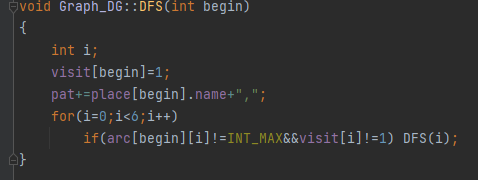 void Graph_DG::DFS(int begin)
{
int i;
visit[begin]=1;
pat+=place[begin].name+",";
for(i=0;i<6;i++)
if(arc[begin][i]!=INT_MAX&&visit[i]!=1) DFS(i);
}